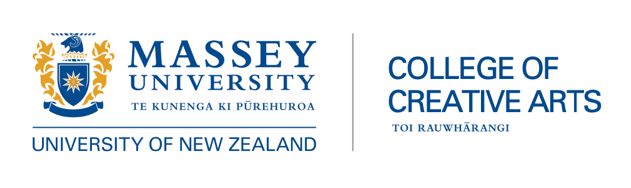 MASSEY
UNIVERSITY
TE KUNENGA KI PŪREHUROA
UNIVERSITY OF NEW ZEALAND
COLLEGE OF
CREATIVE ARTS
TOI RAUWHĀRANGI